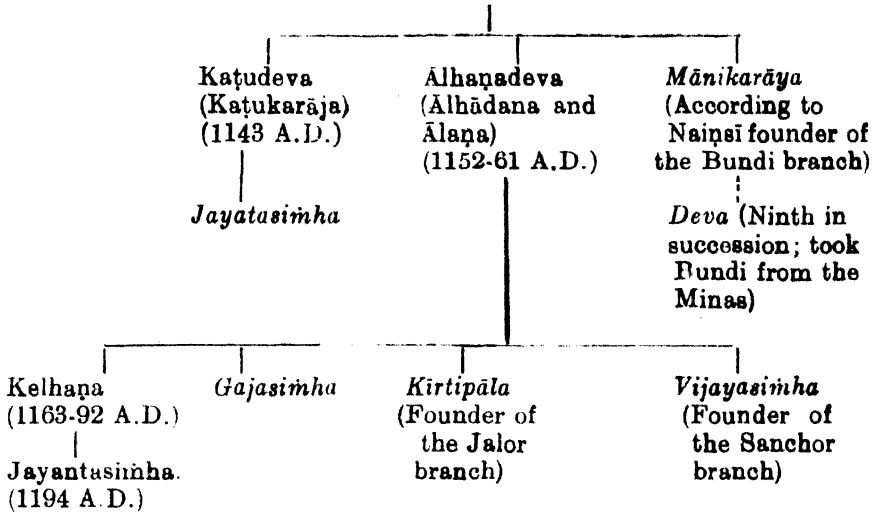 Kaṭudeva
(Kaṭukarāja)
(1143 A.D.)
Jayatasiṁha
Ālhaṇadeva
(Ālhādana and
Ālaṇa)
(1152-61 A.D.)
Mānikarāya
(According to
Naiṇsī founder of
the Bundi branch)
Deva (Ninth in
succession; took
Bundi from the
Minas)
Kelhaṇa
(1163-92 A.D.)
Jayantasiṁha.
(1194 A.D.)
Gajasiṁha
Kīrtipāla
(Founder of
the Jalor
branch)
Vijayasiṁha
(Founder of
the Sanchor
branch)